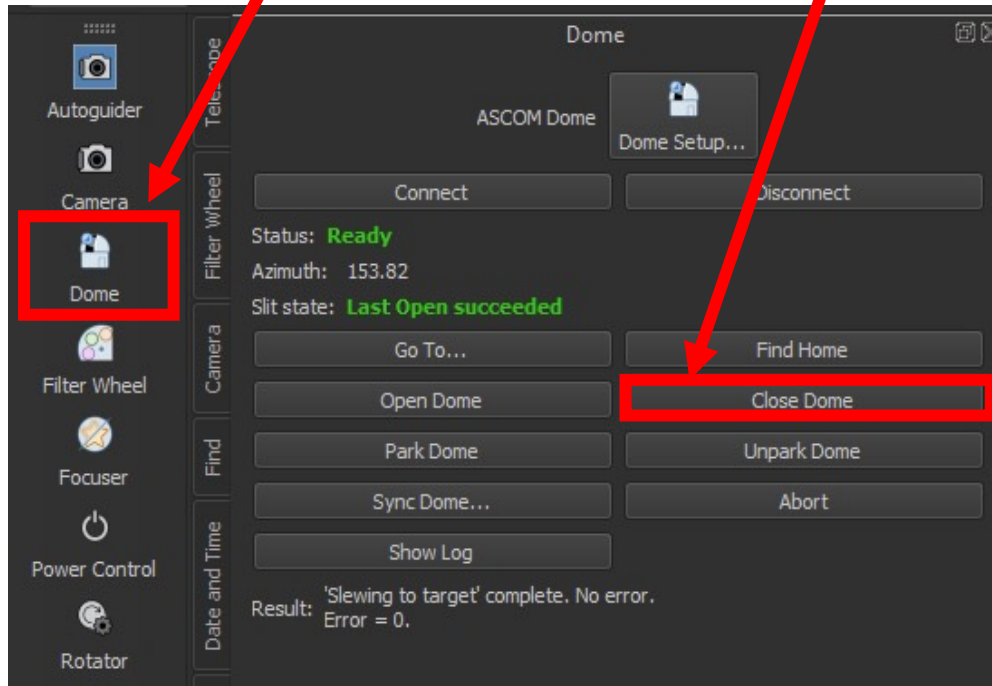 Autoguider
Camera
Dome
Filter Wheel
Focuser
Power Control
Rotator
Telescope
Filter Wheel
Camera
Find
Date and Time
Dome
ASCOM Dome
Dome Setup...
Connect
Disconnect
Status: Ready
Azimuth: 153.82
Slit state: Last Open succeeded
Go To...
Find Home
Open Dome
Close Dome
Park Dome
Unpark Dome
Sync Dome...
Abort
Show Log
Result: 'Slewing to target' complete. No error.
Error = 0.